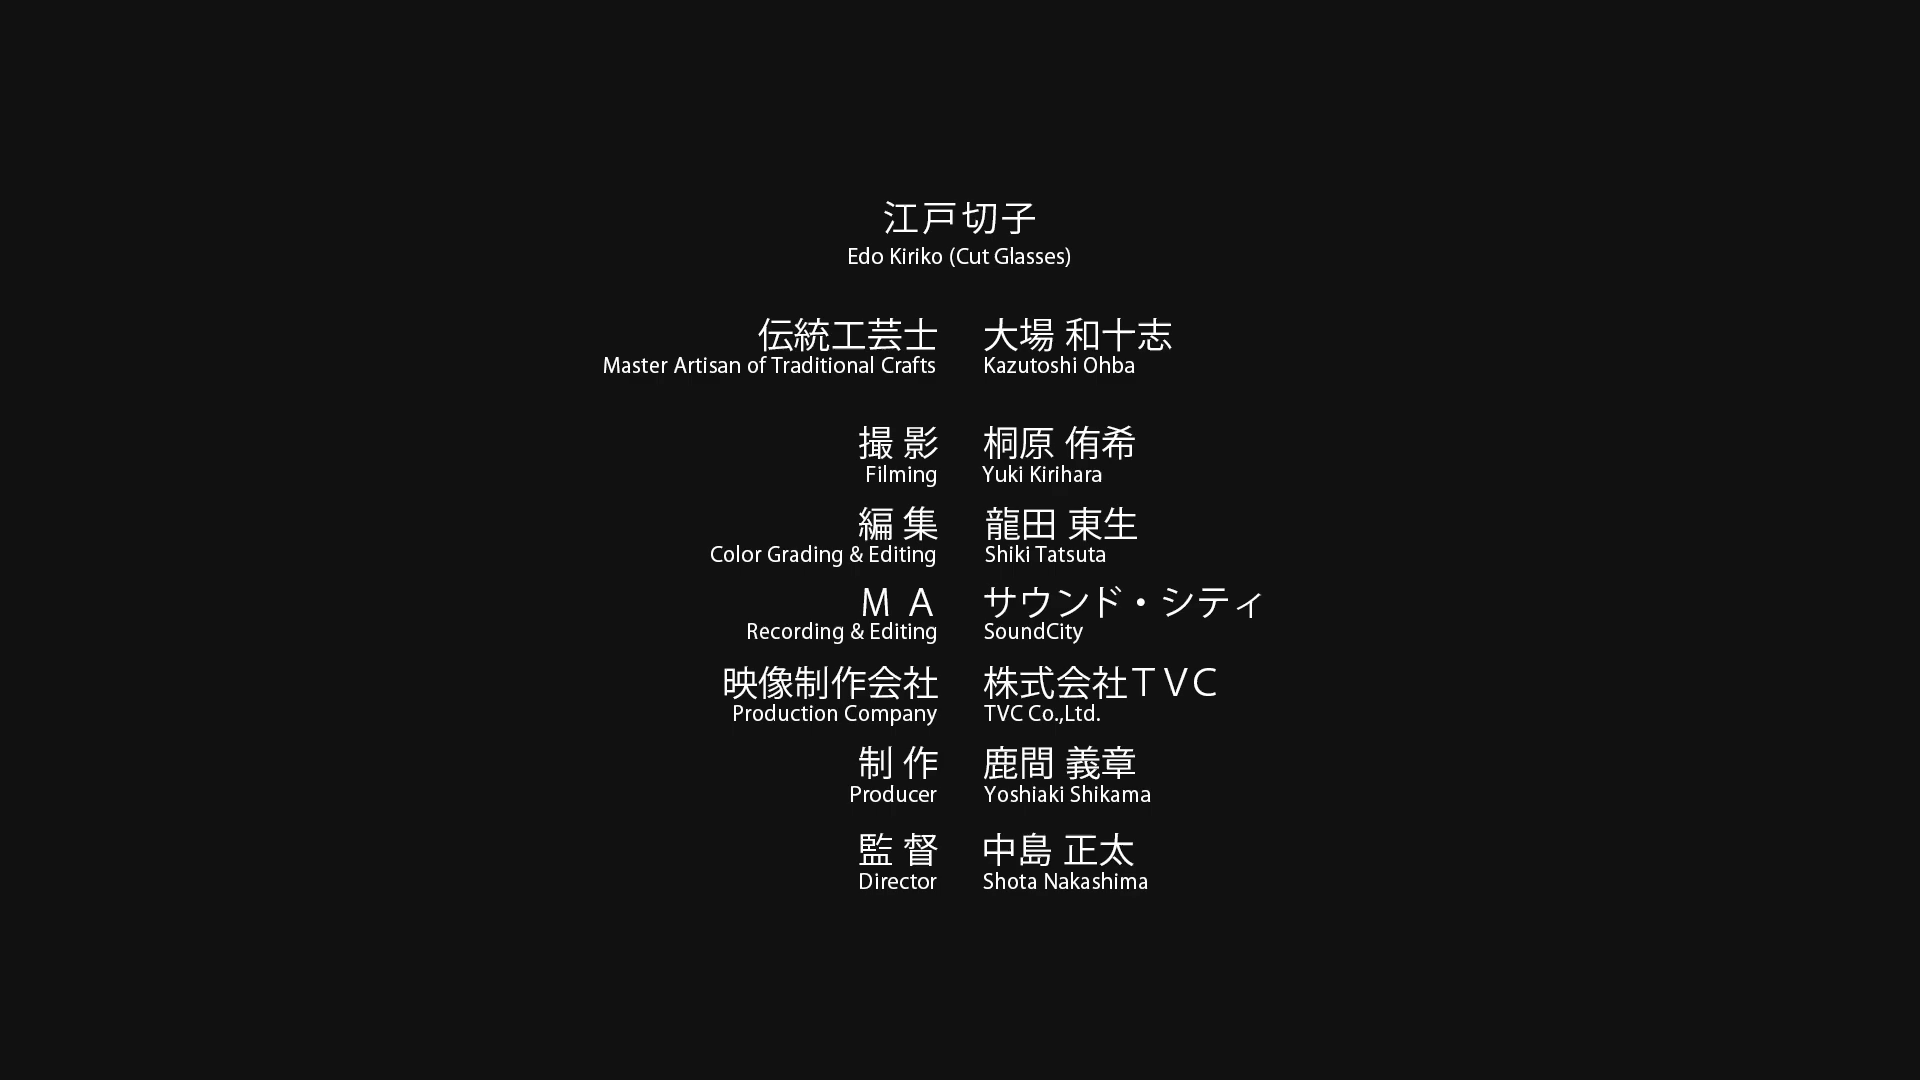 江戸切子
Edo Kiriko (Cut Glasses)
伝統工芸士 大場 和十志
Master Artisan of Traditional Crafts Kazutoshi Ohba
撮 影 桐原 侑希
Filming Yuki Kirihara
編 集 龍田 東生
Color Grading & Editing Shiki Tatsuta
ＭＡ サウンド・シティ
Recording & Editing SoundCity
映像制作会社 株式会社ＴＶＣ
Production Company TVC Co.,Ltd.
制 作 鹿間 義章
Producer Yoshiaki Shikama
監 督 中島 正太
Director Shota Nakashima